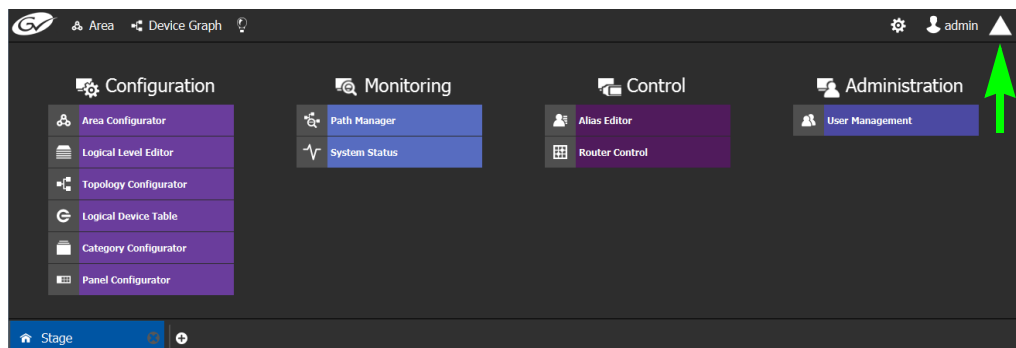 GV Area Device Graph admin
Configuration Monitoring Control Administration
Area Configurator Path Manager Alias Editor User Management
Logical Level Editor System Status Router Control
Topology Configurator
Logical Device Table
Category Configurator
Panel Configurator
Stage